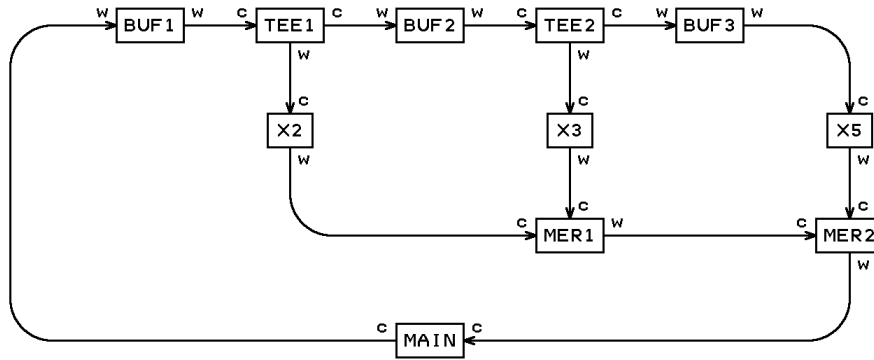 W BUF1 W C TEE1 C W BUF2 W C TEE2 C W BUF3 W
W W
C C C
X2 X3 X5
W W W
C C
C MER1 W C MER2
W
C MAIN C